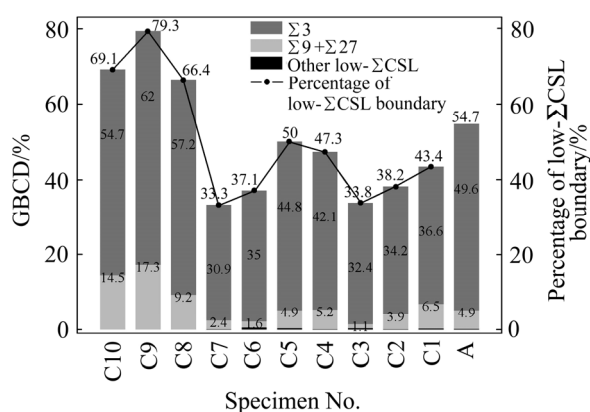 80
60
40
20
0
GBCD/%
Σ3
Σ9+Σ27
Other low-ΣCSL
Percentage of
low-ΣCSL boundary
69.1
79.3
66.4
33.3
37.1
50
47.3
33.8
38.2
43.4
54.7
54.7
62
57.2
30.9
35
44.8
42.1
32.4
34.2
36.6
49.6
14.5
17.3
9.2
2.4
1.6
4.9
5.2
1.1
3.9
6.5
4.9
80
60
40
20
0
Percentage of low-ΣCSL
boundary/%
C10
C9
C8
C7
C6
C5
C4
C3
C2
C1
A
Specimen No.